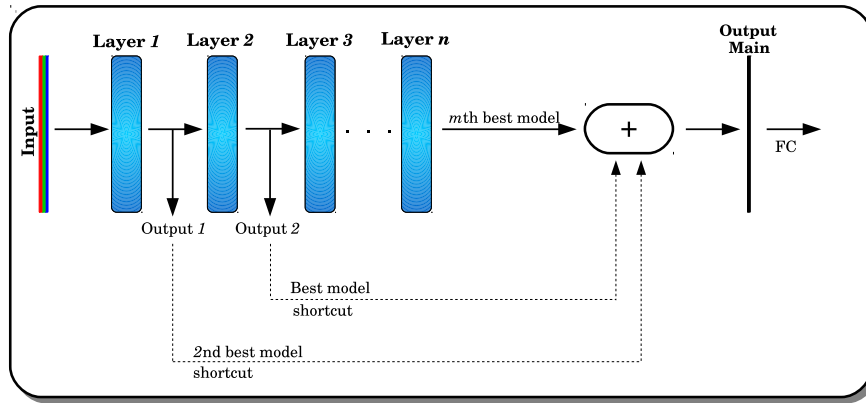 Layer 1
Layer 2
Layer 3
Layer n
Output
Main
Input
mth best model
+
FC
Output 1
Output 2
Best model
shortcut
2nd best model
shortcut